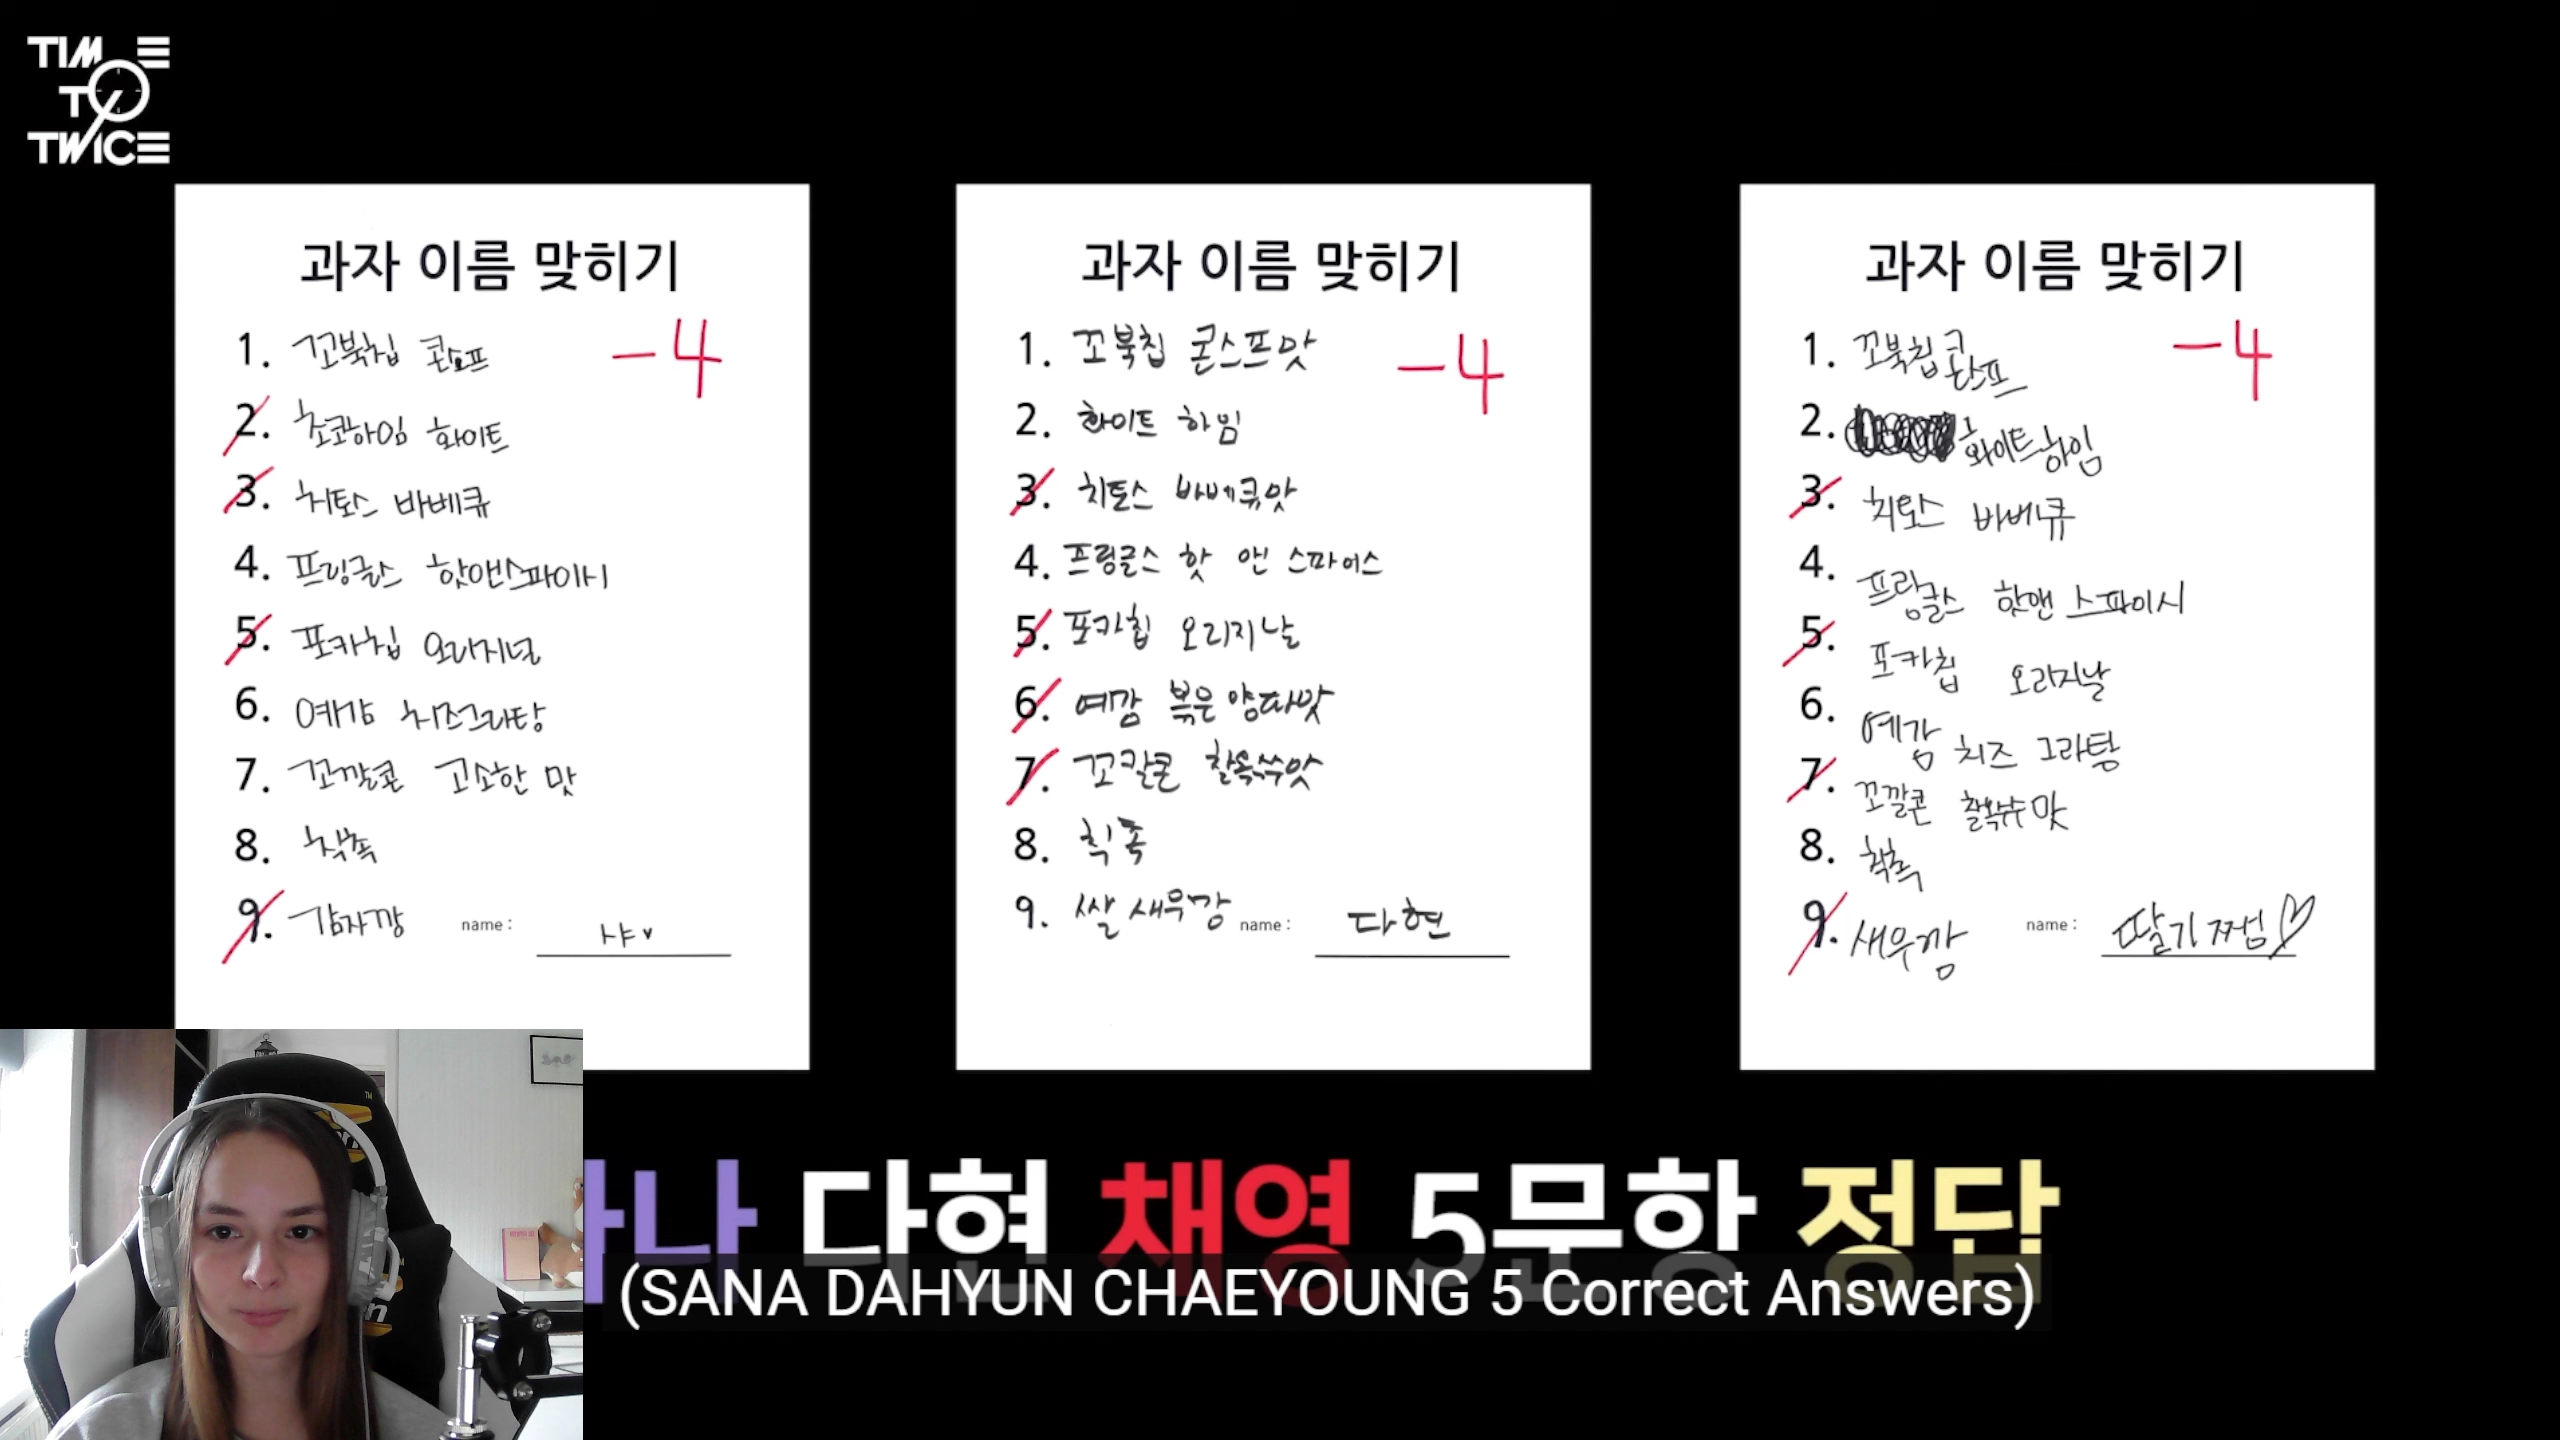 TIME
TO
TWICE
과자 이름 맞히기
-4
1. 꼬북칩 콘스프
2. 초코하임 화이트
3. 치토스 바베큐
4. 프링글스 핫앤스파이시
5. 포카칩 오리지널
6. 예감 치즈그라탕
7. 꼬깔콘 고소한 맛
8. 칙촉
9. 감자깡
name : 샤
과자 이름 맞히기
-4
1. 꼬북칩 콘스프맛
2. 화이트 하임
3. 치토스 바베큐맛
4. 프링글스 핫 앤 스파이스
5. 포카칩 오리지날
6. 예감 볶은양파맛
7. 꼬칼콘 찰옥쑤맛
8. 칙촉
9. 쌀 새우깡
name : 다현
과자 이름 맞히기
-4
1. 꼬북칩 콘스프
2. 화이트하임
3. 치토스 바베큐
4. 프링글스 핫앤 스파이시
5. 포카칩 오리지날
6. 예감 치즈 그라탕
7. 꼬깔콘 찰옥수맛
8. 칙촉
9. 새우깡
name : 딸기 쩌섬
나 다현 채영 5문항 정답
(SANA DAHYUN CHAEYOUNG 5 Correct Answers)